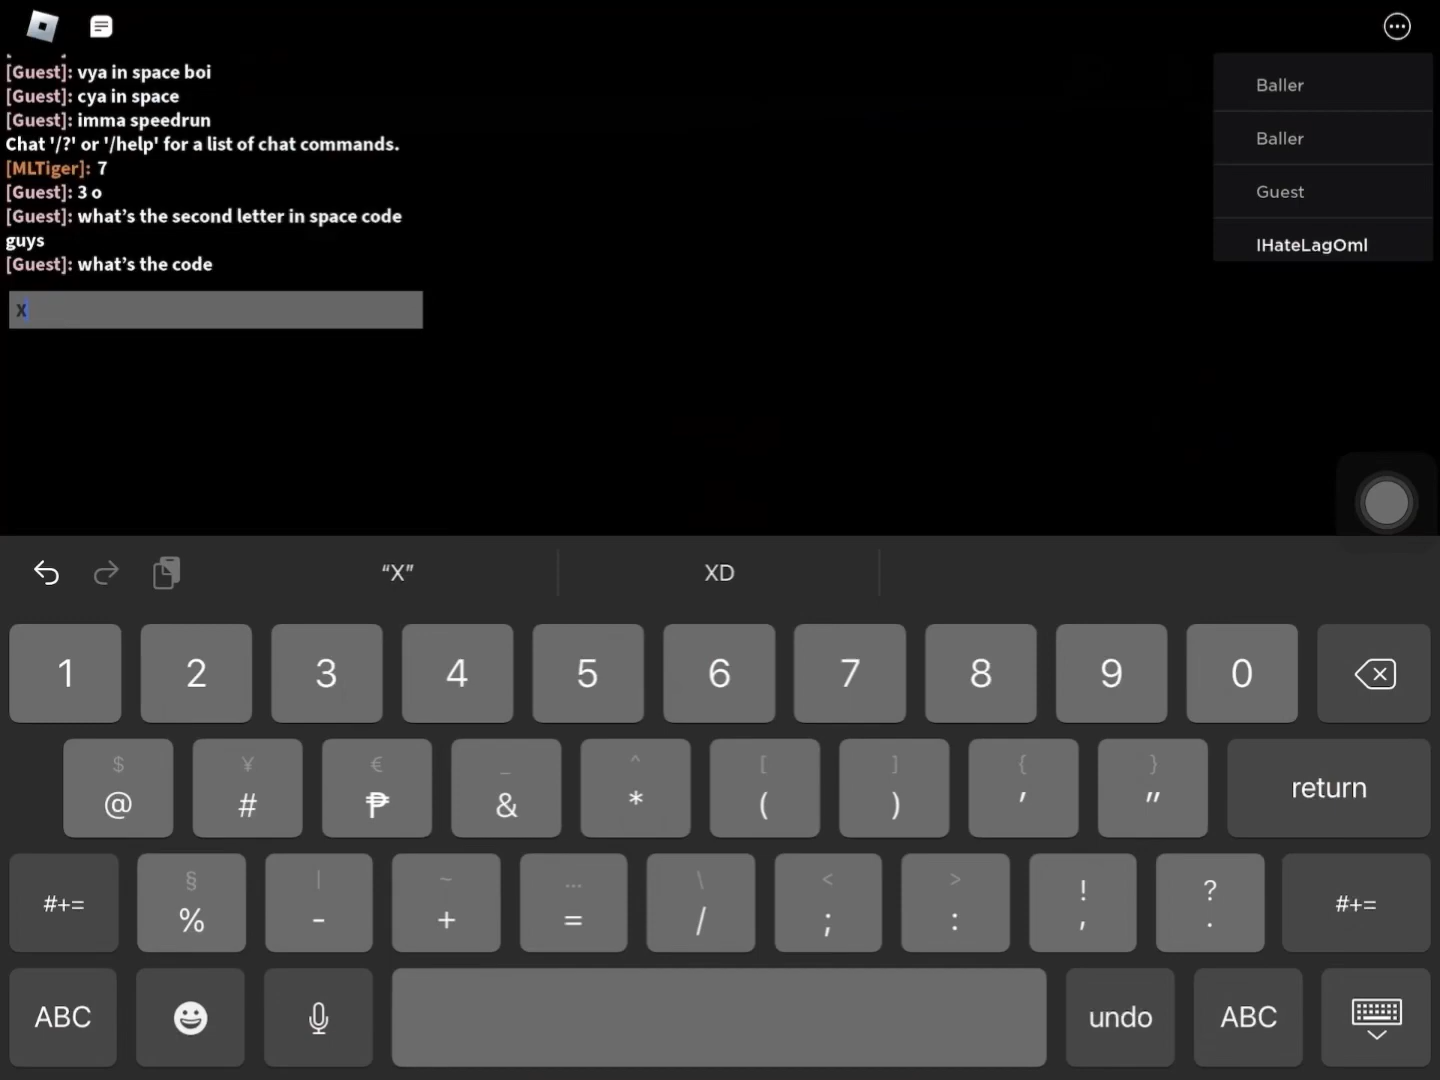 [Guest]: vya in space boi
[Guest]: cya in space
[Guest]: imma speedrun
Chat '/?' or '/help' for a list of chat commands.
[MLTiger]: 7
[Guest]: 3 o
[Guest]: what’s the second letter in space code
guys
[Guest]: what’s the code
X
Baller
Baller
Guest
IHateLagOml
“X” XD
1 2 3 4 5 6 7 8 9 0
$ ¥ € _ ^ [ ] { }
@ # ₱ & * ( ) ' " return
§ | ~ … \ < > ! ?
#+= % - + = / ; : , . #+=
ABC undo ABC